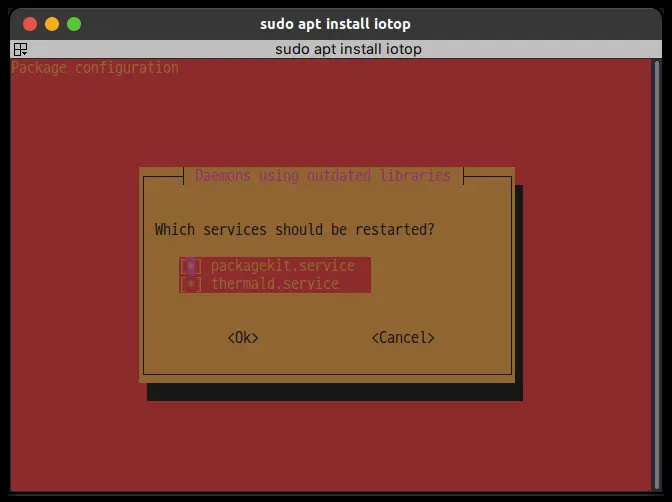 sudo apt install iotop
sudo apt install iotop
Package configuration
Daemons using outdated libraries
Which services should be restarted?
[*] packagekit.service
[*] thermald.service
<Ok> <Cancel>